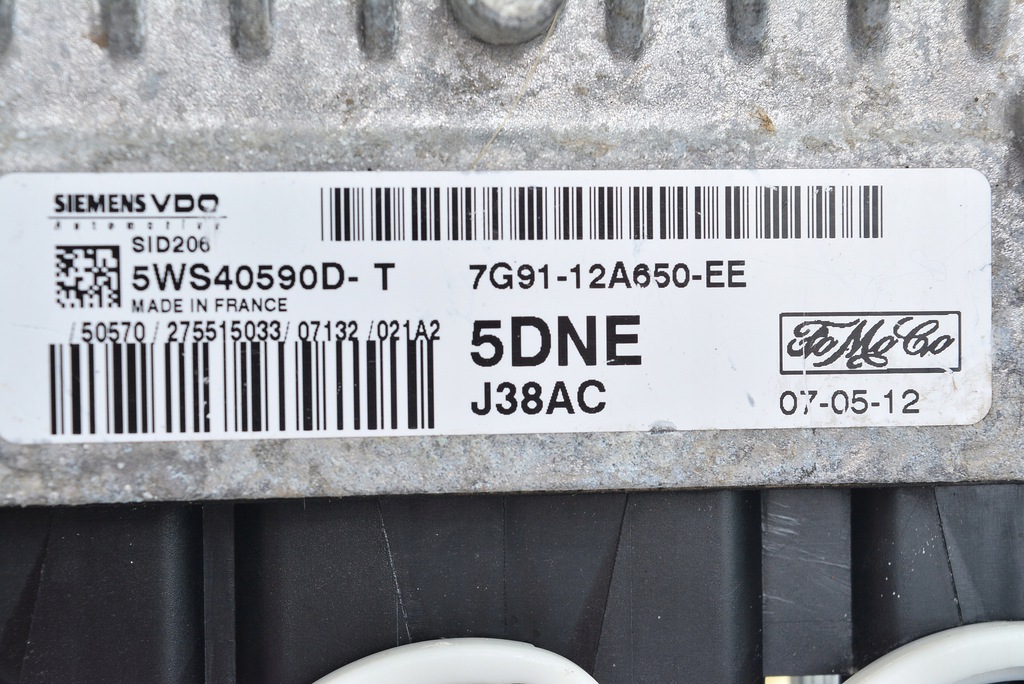 SIEMENS VDO
Automotive
SID206
5WS40590D- T
MADE IN FRANCE
/ 50570 / 275515033 / 07132 / 021A2
7G91-12A650-EE
5DNE
J38AC
FoMoCo
07-05-12